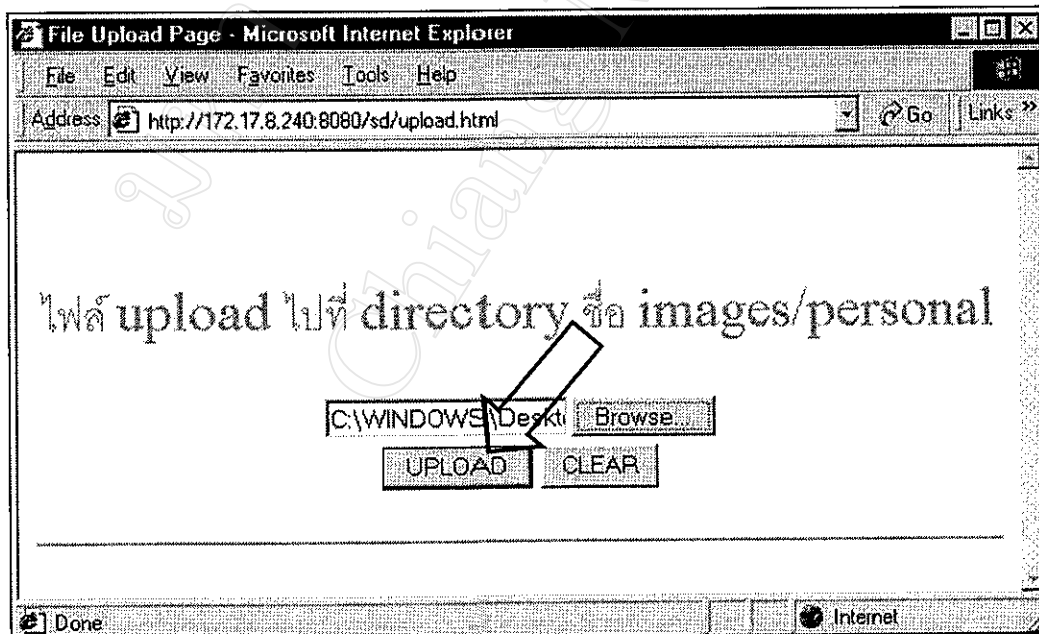 File Upload Page - Microsoft Internet Explorer
File Edit View Favorites Tools Help
Address http://172.17.8.240:8080/sd/upload.html Go Links »
ไฟล์ upload ไปที่ directory ชื่อ images/personal
C:\WINDOWS\Deskt Browse...
UPLOAD CLEAR
Done Internet